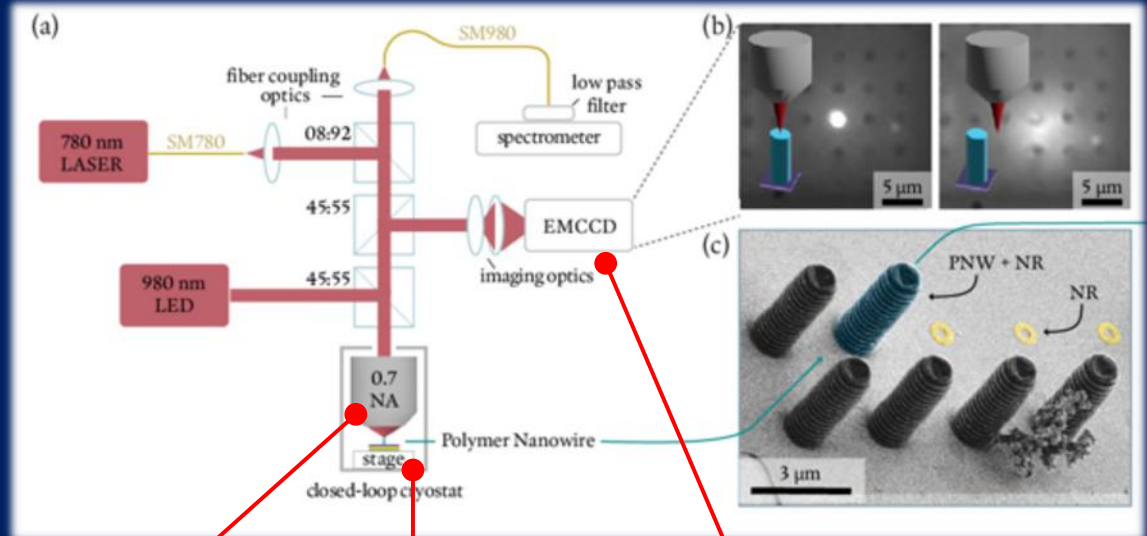 (a)
SM980
fiber coupling
optics
low pass
filter
spectrometer
780 nm
LASER
SM780
08:92
45:55
EMCCD
imaging optics
980 nm
LED
45:55
0.7
NA
Polymer Nanowire
stage
closed-loop cryostat
(b)
5 µm
5 µm
(c)
PNW + NR
NR
3 µm